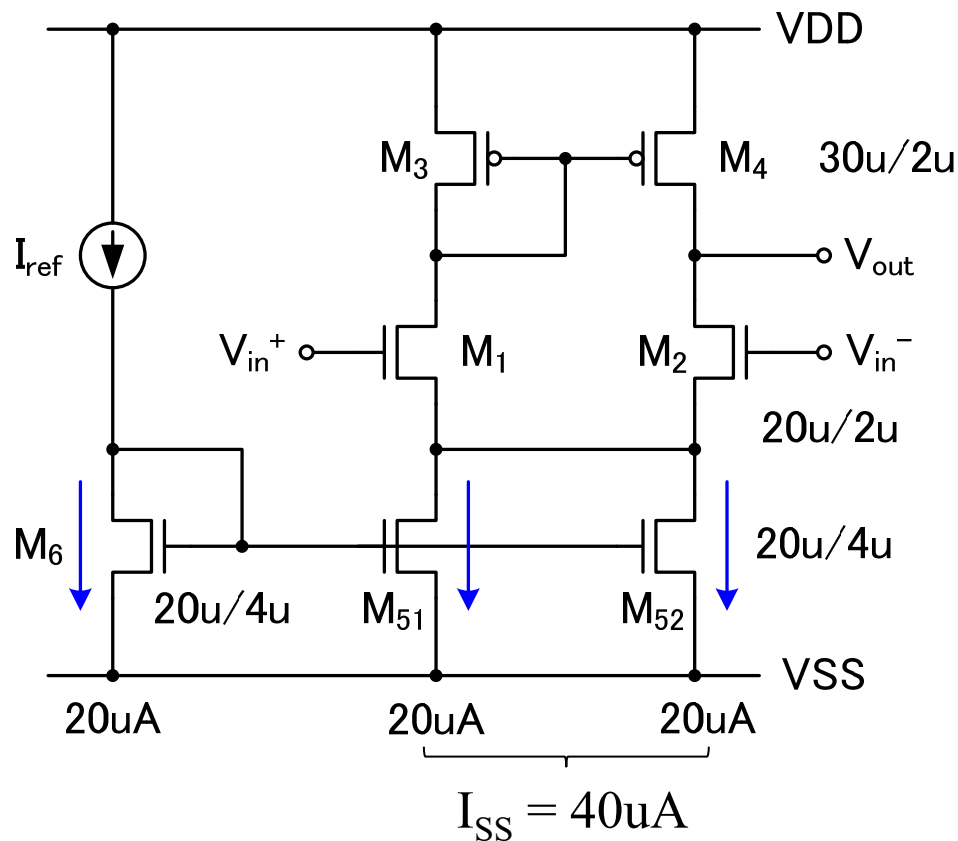 VDD
M3
M4
30u/2u
Iref
Vout
Vin+
M1
M2
Vin−
20u/2u
M6
20u/4u
M51
M52
20u/4u
VSS
20uA
20uA
20uA
ISS = 40uA